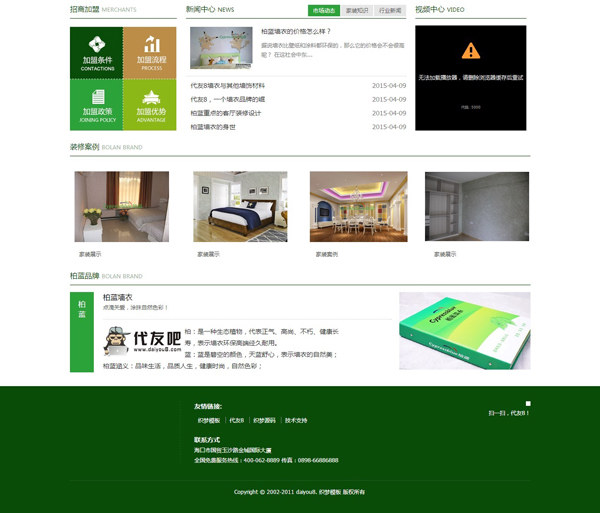 招商加盟 MERCHANTS
加盟条件
CONTACTIONS
加盟流程
PROCESS
加盟政策
JOINING POLICY
加盟优势
ADVANTAGE
新闻中心 NEWS
市场动态 家装知识 行业新闻
柏蓝墙衣的价格怎么样？
据说墙衣比壁纸和涂料都环保的，那么它的价格会不会很高
呢？ 在这社会中东....
代友8墙衣与其他墙饰材料 2015-04-09
代友8，一个墙衣品牌的崛 2015-04-09
柏蓝重点的客厅装修设计 2015-04-09
柏蓝墙衣的身世 2015-04-09
视频中心 VIDEO
无法加载播放器，请删除浏览器缓存后重试
装修案例 BOLAN BRAND
家装展示
家装展示
家装案例
家装展示
柏蓝品牌 BOLAN BRAND
柏
蓝
柏蓝墙衣
点滴关爱，涂抹自然色彩！
代友吧
www.daiyou8.com
柏：是一种生态植物，代表正气、高尚、不朽、健康长
寿，表示墙衣环保高端经久耐用。
蓝：蓝是碧空的颜色，天蓝舒心，表示墙衣的自然美；
柏蓝涵义：品味生活，品质人生，健康时尚，自然色彩；
友情链接:
织梦模板 代友8 织梦源码 技术支持
联系方式
海口市国贸玉沙路金城国际大厦
全国免费服务热线：400-062-8889 传真：0898-66886888
扫一扫，代友8！
Copyright © 2002-2011 daiyou8. 织梦模板 版权所有